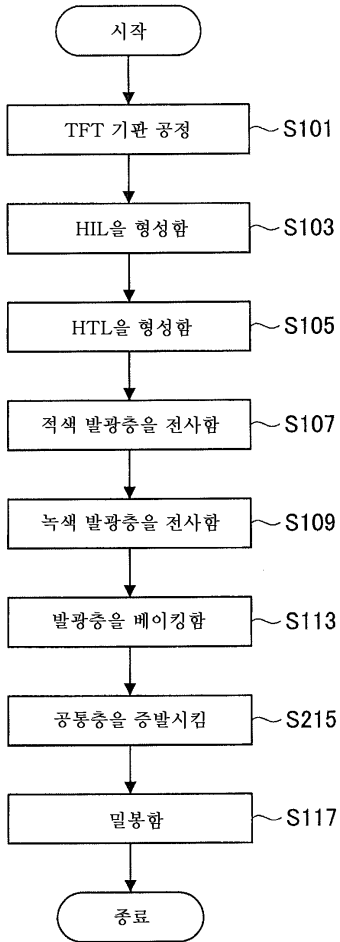 시작
TFT 기판 공정 S101
HIL을 형성함 S103
HTL을 형성함 S105
적색 발광층을 전사함 S107
녹색 발광층을 전사함 S109
발광층을 베이킹함 S113
공통층을 증발시킴 S215
밀봉함 S117
종료